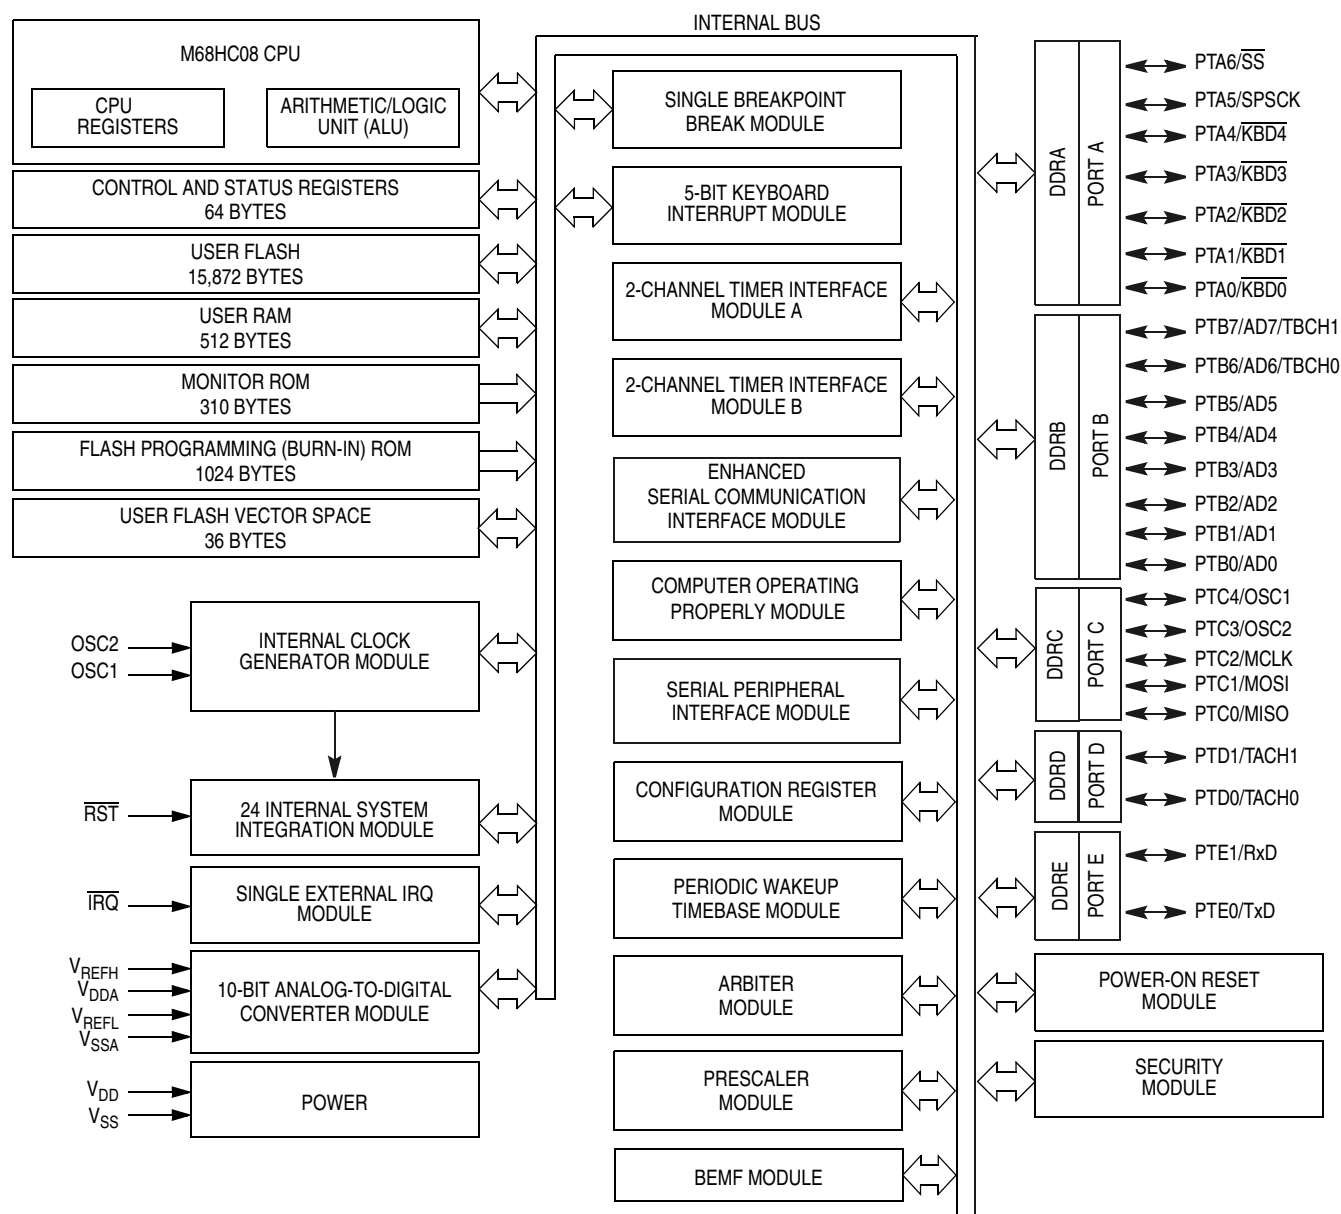 INTERNAL BUS
M68HC08 CPU
CPU
REGISTERS
ARITHMETIC/LOGIC
UNIT (ALU)
CONTROL AND STATUS REGISTERS
64 BYTES
USER FLASH
15,872 BYTES
USER RAM
512 BYTES
MONITOR ROM
310 BYTES
FLASH PROGRAMMING (BURN-IN) ROM
1024 BYTES
USER FLASH VECTOR SPACE
36 BYTES
OSC2
OSC1
INTERNAL CLOCK
GENERATOR MODULE
RST
24 INTERNAL SYSTEM
INTEGRATION MODULE
IRQ
SINGLE EXTERNAL IRQ
MODULE
VREFH
VDDA
VREFL
VSSA
10-BIT ANALOG-TO-DIGITAL
CONVERTER MODULE
VDD
VSS
POWER
SINGLE BREAKPOINT
BREAK MODULE
5-BIT KEYBOARD
INTERRUPT MODULE
2-CHANNEL TIMER INTERFACE
MODULE A
2-CHANNEL TIMER INTERFACE
MODULE B
ENHANCED
SERIAL COMMUNICATION
INTERFACE MODULE
COMPUTER OPERATING
PROPERLY MODULE
SERIAL PERIPHERAL
INTERFACE MODULE
CONFIGURATION REGISTER
MODULE
PERIODIC WAKEUP
TIMEBASE MODULE
ARBITER
MODULE
PRESCALER
MODULE
BEMF MODULE
DDRA
PORT A
PTA6/SS
PTA5/SPSCK
PTA4/KBD4
PTA3/KBD3
PTA2/KBD2
PTA1/KBD1
PTA0/KBD0
DDRB
PORT B
PTB7/AD7/TBCH1
PTB6/AD6/TBCH0
PTB5/AD5
PTB4/AD4
PTB3/AD3
PTB2/AD2
PTB1/AD1
PTB0/AD0
DDRC
PORT C
PTC4/OSC1
PTC3/OSC2
PTC2/MCLK
PTC1/MOSI
PTC0/MISO
DDRD
PORT D
PTD1/TACH1
PTD0/TACH0
DDRE
PORT E
PTE1/RxD
PTE0/TxD
POWER-ON RESET
MODULE
SECURITY
MODULE